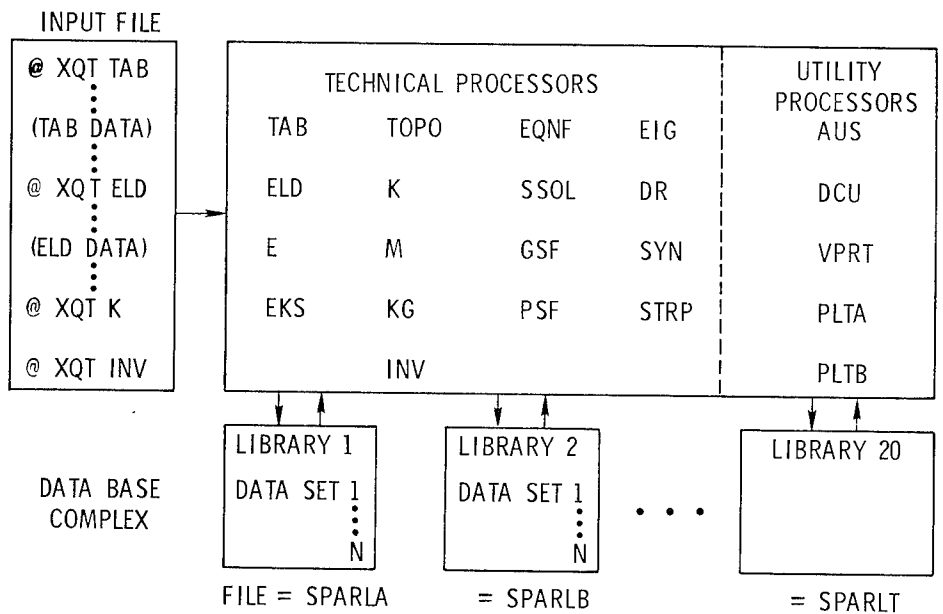 INPUT FILE
@ XQT TAB
(TAB DATA)
@ XQT ELD
(ELD DATA)
@ XQT K
@ XQT INV
TECHNICAL PROCESSORS
TAB TOPO EQNF EIG
ELD K SSOL DR
E M GSF SYN
EKS KG PSF STRP
INV
UTILITY
PROCESSORS
AUS
DCU
VPRT
PLTA
PLTB
DATA BASE
COMPLEX
LIBRARY 1
DATA SET 1
N
LIBRARY 2
DATA SET 1
N
• • •
LIBRARY 20
FILE = SPARLA
= SPARLB
= SPARLT